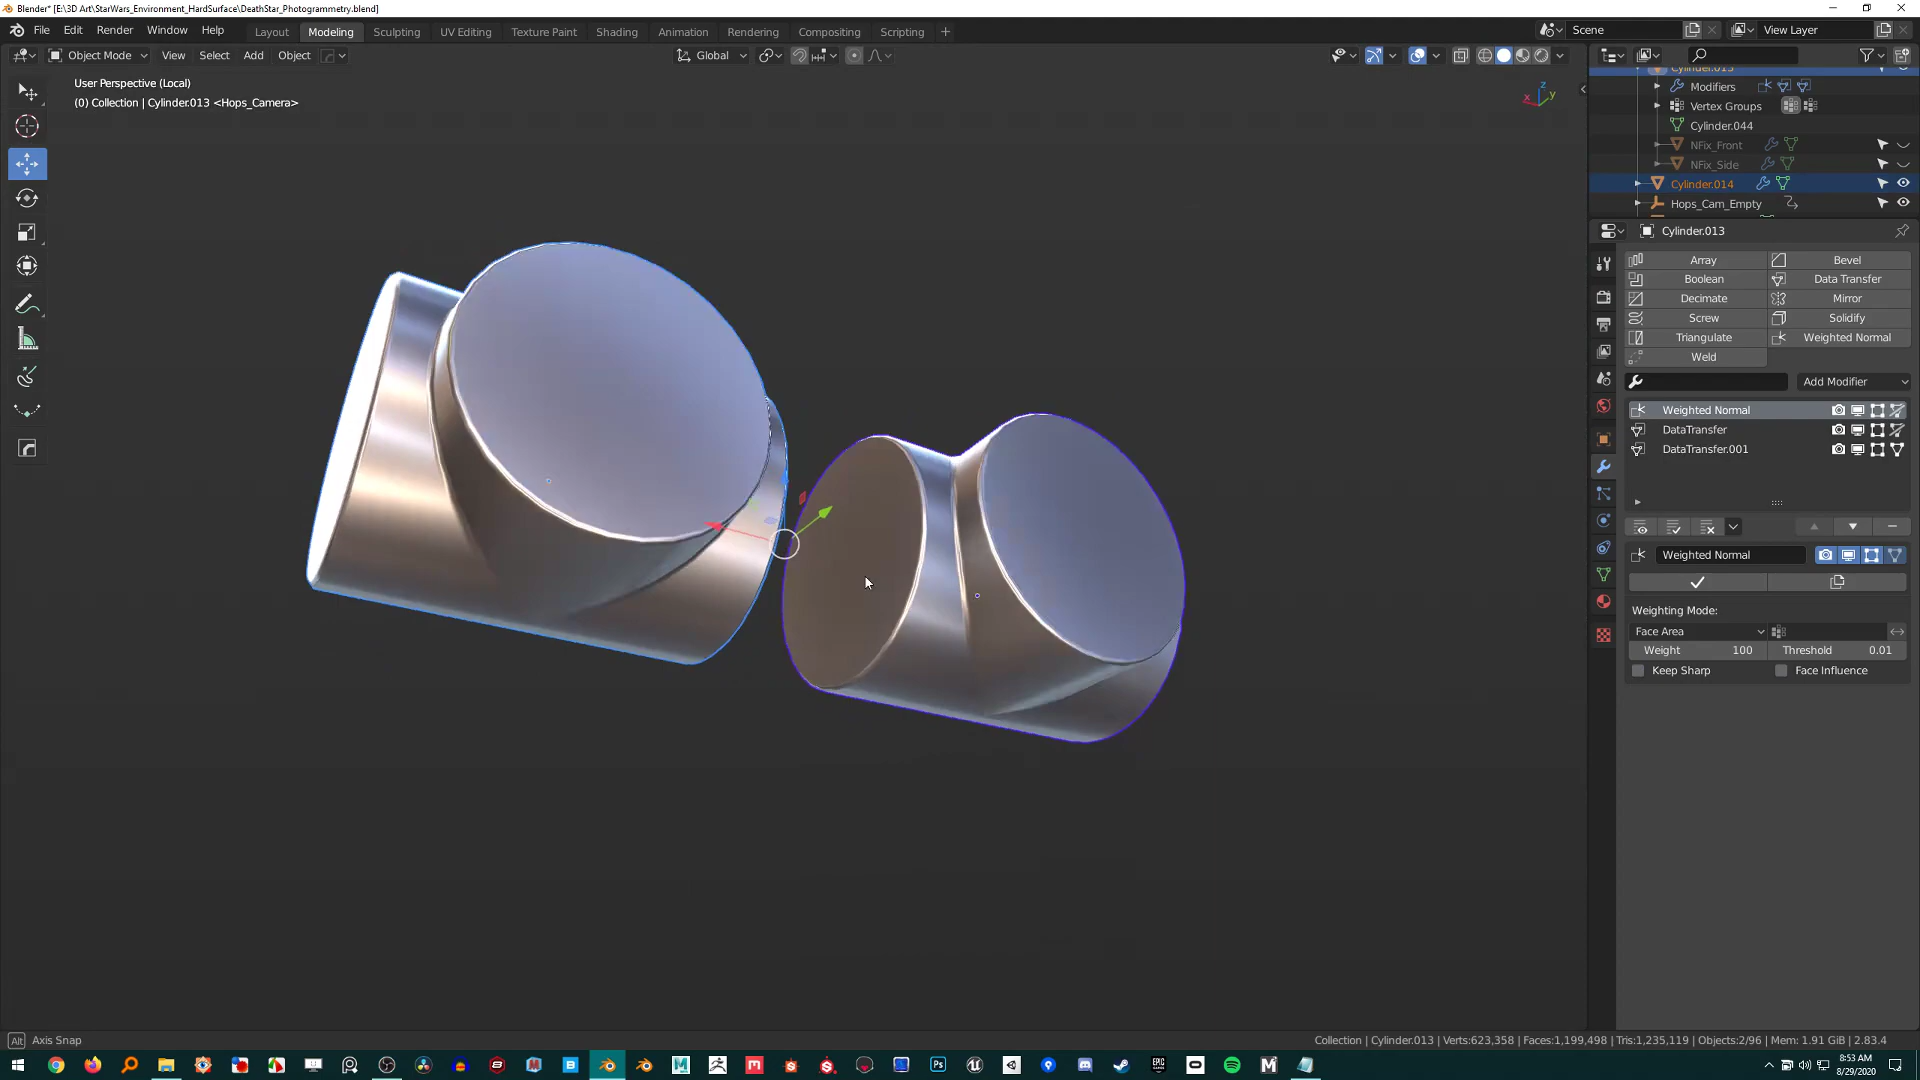 Blender* [E:\3D Art\StarWars_Environment_HardSurface\DeathStar_Photogrammetry.blend]
File Edit Render Window Help
Layout Modeling Sculpting UV Editing Texture Paint Shading Animation Rendering Compositing Scripting +
Scene
View Layer
Object Mode View Select Add Object
Global
User Perspective (Local)
(0) Collection | Cylinder.013 <Hops_Camera>
Z
X
Y
Cylinder.013
Modifiers
Vertex Groups
Cylinder.044
NFix_Front
NFix_Side
Cylinder.014
Hops_Cam_Empty
Cylinder.013
Array Bevel
Boolean Data Transfer
Decimate Mirror
Screw Solidify
Triangulate Weighted Normal
Weld
Add Modifier
Weighted Normal
DataTransfer
DataTransfer.001
Weighted Normal
Weighting Mode:
Face Area
Weight 100 Threshold 0.01
Keep Sharp Face Influence
Alt Axis Snap
Collection | Cylinder.013 | Verts:623,358 | Faces:1,199,498 | Tris:1,235,119 | Objects:2/96 | Mem: 1.91 GiB | 2.83.4
8:53 AM
8/29/2020